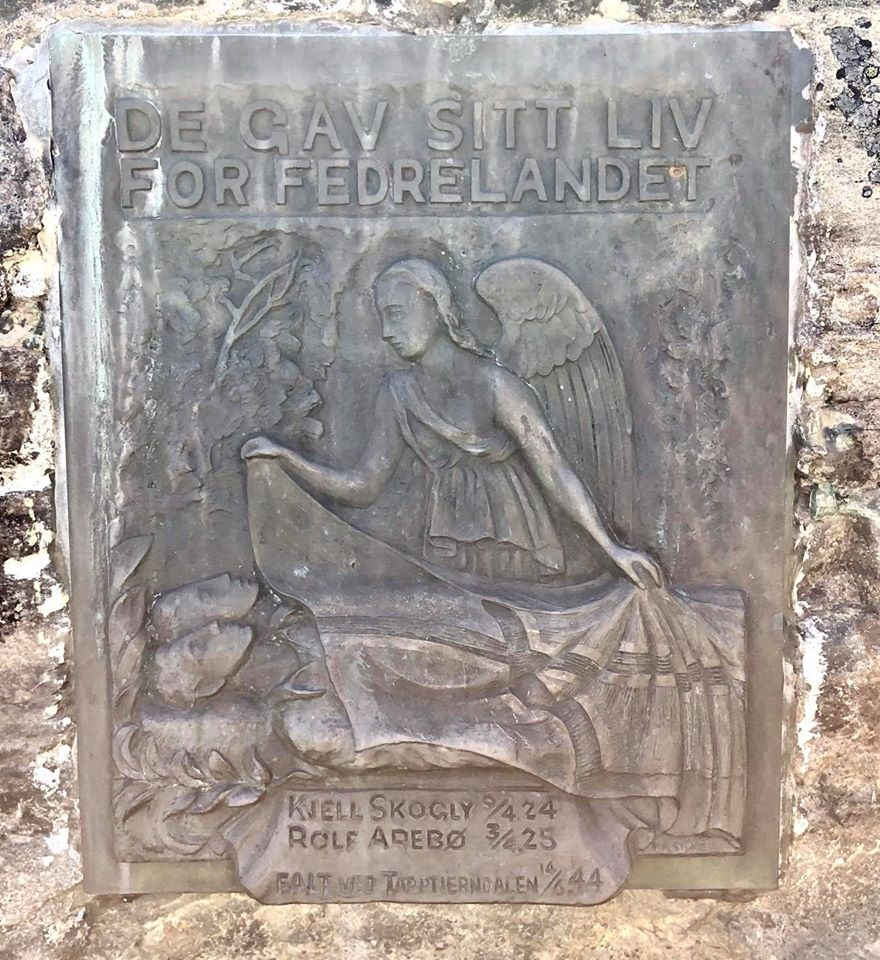 DE GAV SITT LIV
FOR FEDRELANDET
KJELL SKOGLY 9/4 24
ROLF AREBØ 3/4 25
FALT VED TAPPTJERNDALEN 14/6 44